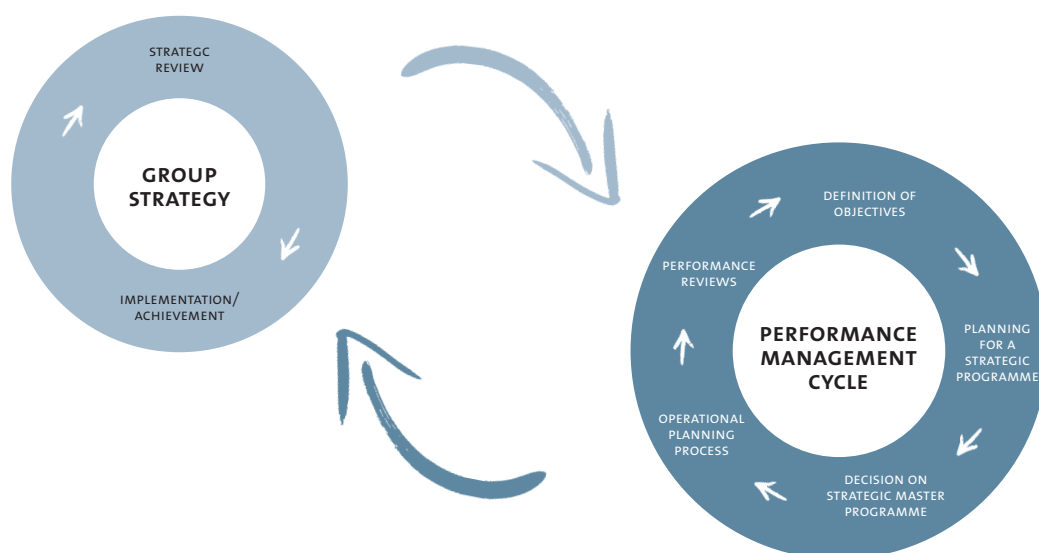 STRATEGC
REVIEW
GROUP
STRATEGY
IMPLEMENTATION/
ACHIEVEMENT
DEFINITION OF
OBJECTIVES
PLANNING
FOR A
STRATEGIC
PROGRAMME
DECISION ON
STRATEGIC MASTER
PROGRAMME
OPERATIONAL
PLANNING
PROCESS
PERFORMANCE
REVIEWS
PERFORMANCE
MANAGEMENT
CYCLE